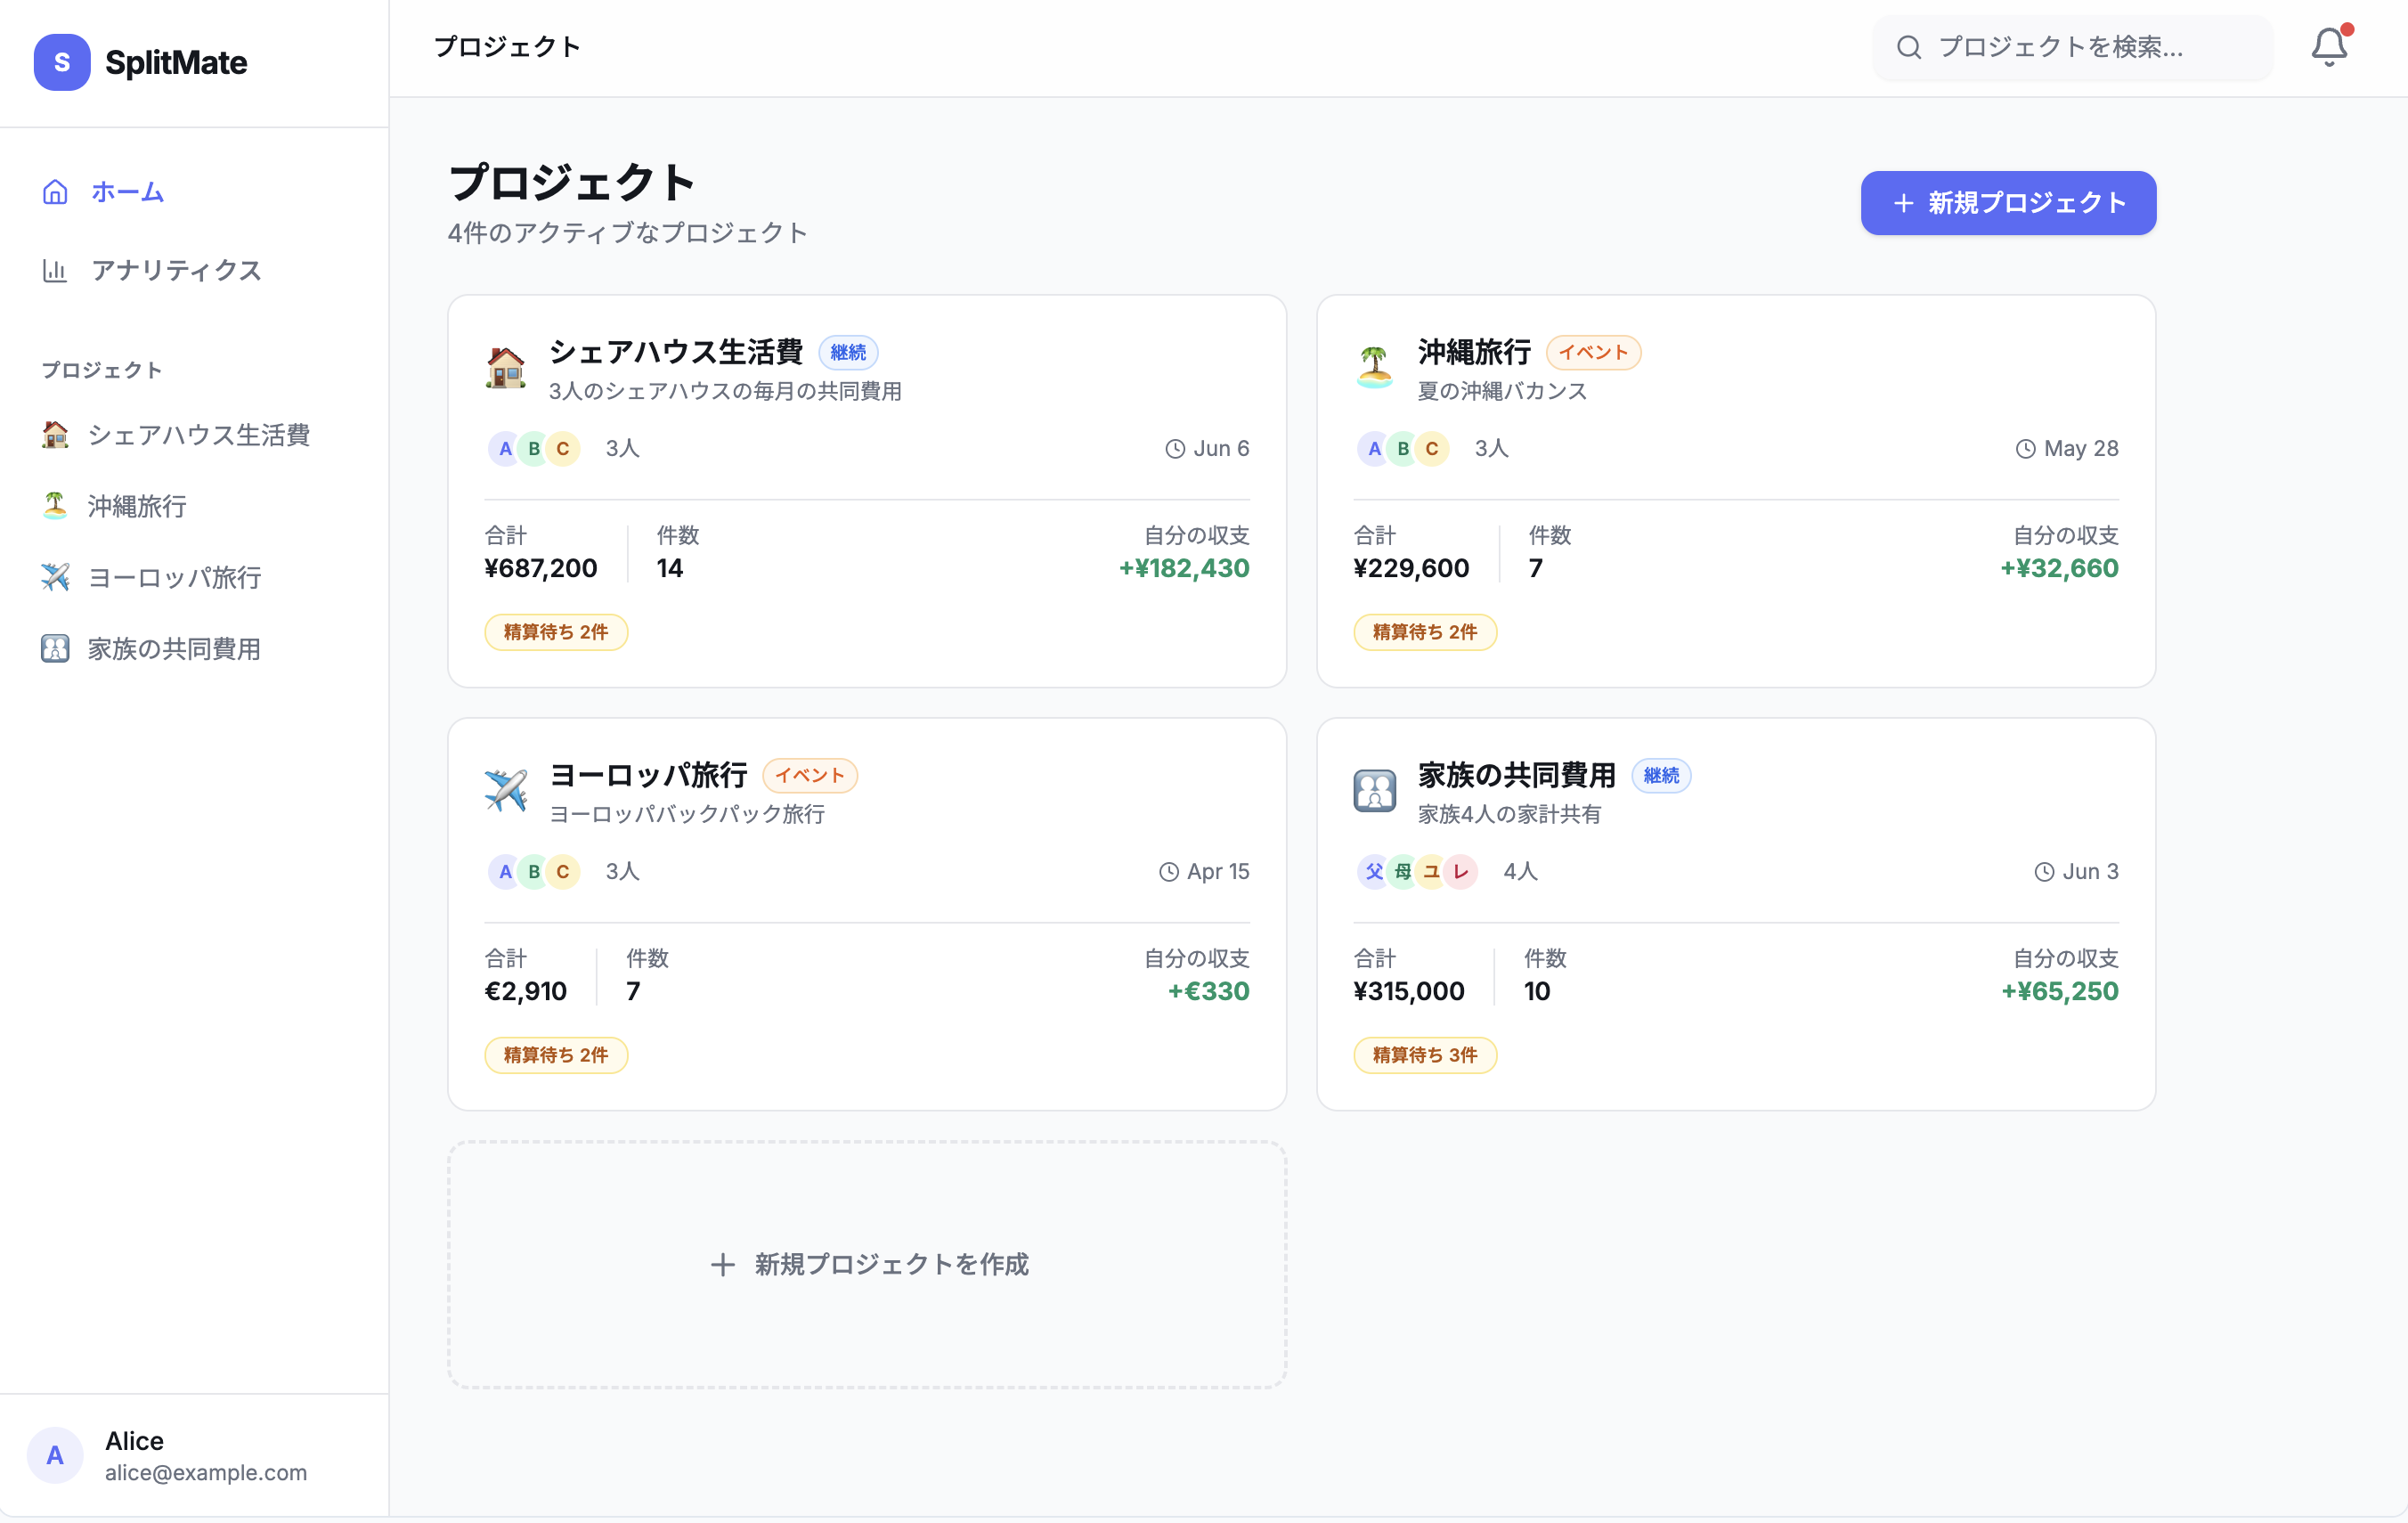 S SplitMate
ホーム
アナリティクス
プロジェクト
シェアハウス生活費
沖縄旅行
ヨーロッパ旅行
家族の共同費用
A
Alice
alice@example.com
プロジェクト
プロジェクトを検索...
プロジェクト
4件のアクティブなプロジェクト
+ 新規プロジェクト
シェアハウス生活費 継続
3人のシェアハウスの毎月の共同費用
A B C 3人 Jun 6
合計 件数 自分の収支
¥687,200 14 +¥182,430
精算待ち 2件
沖縄旅行 イベント
夏の沖縄バカンス
A B C 3人 May 28
合計 件数 自分の収支
¥229,600 7 +¥32,660
精算待ち 2件
ヨーロッパ旅行 イベント
ヨーロッパバックパック旅行
A B C 3人 Apr 15
合計 件数 自分の収支
€2,910 7 +€330
精算待ち 2件
家族の共同費用 継続
家族4人の家計共有
父 母 ユ レ 4人 Jun 3
合計 件数 自分の収支
¥315,000 10 +¥65,250
精算待ち 3件
+ 新規プロジェクトを作成